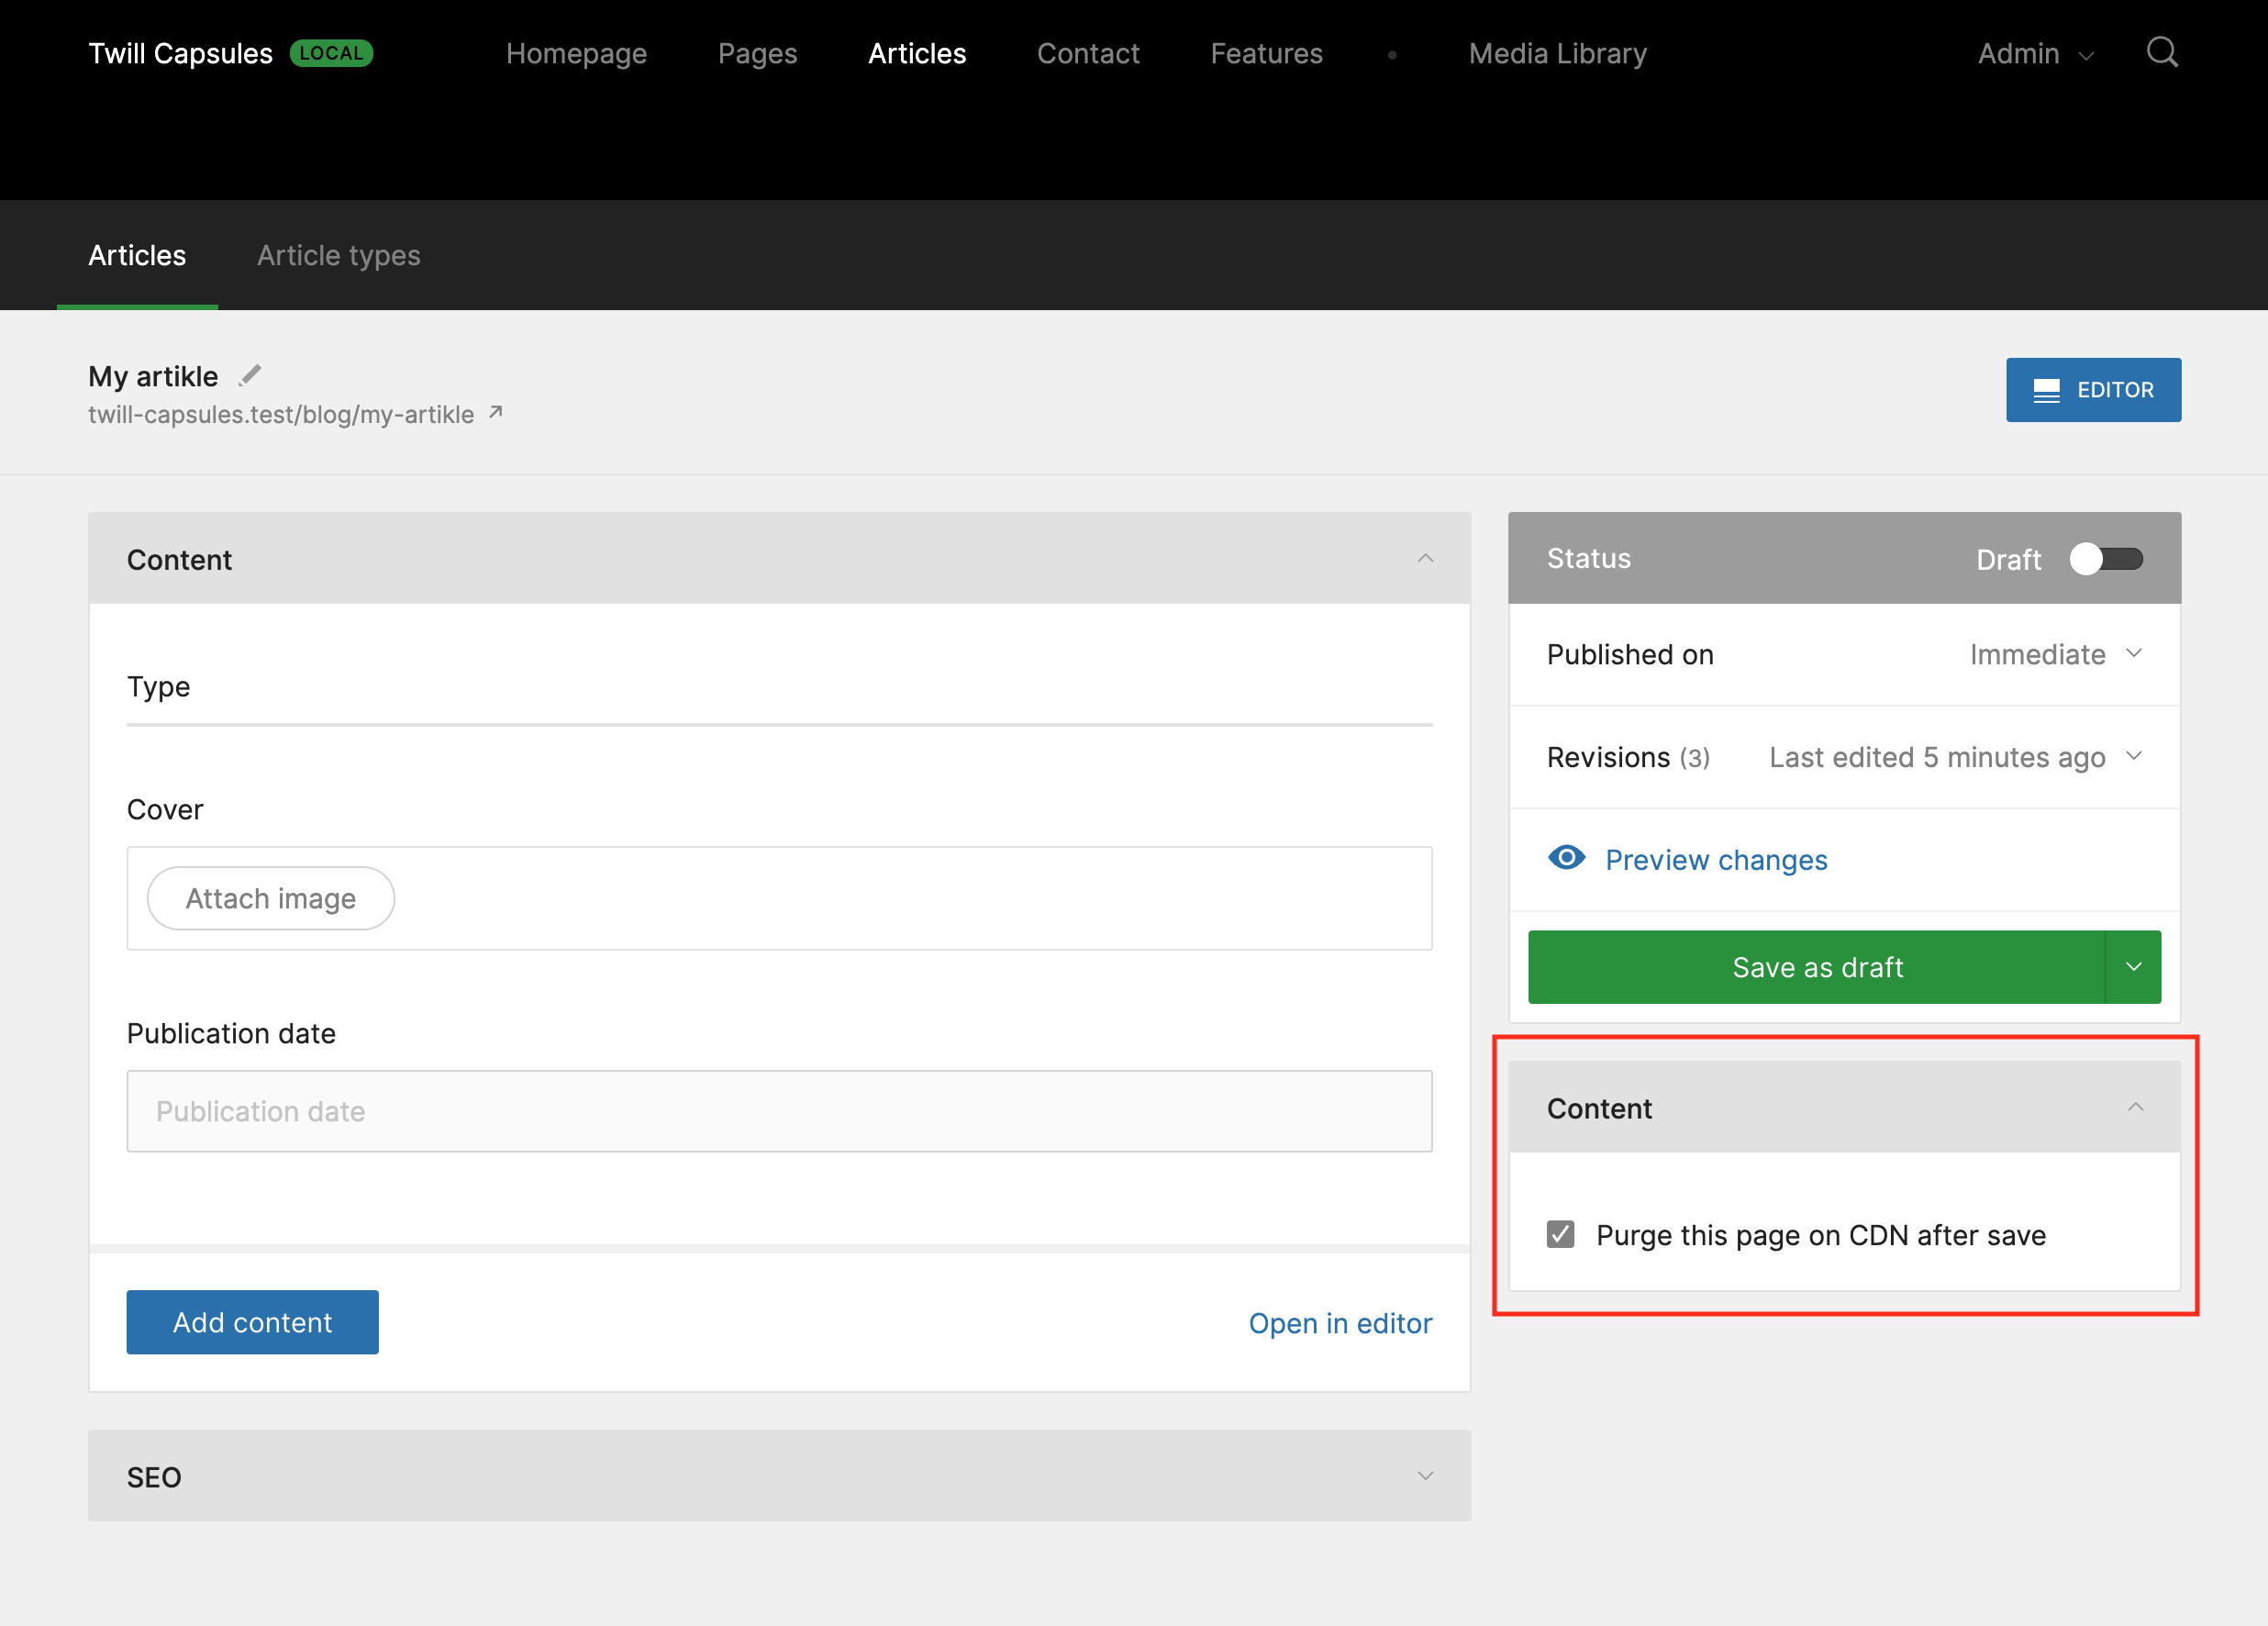 Twill Capsules LOCAL Homepage Pages Articles Contact Features • Media Library Admin
Articles Article types
My artikle
twill-capsules.test/blog/my-artikle
EDITOR
Content
Type
Cover
Attach image
Publication date
Publication date
Add content
Open in editor
SEO
Status Draft
Published on Immediate
Revisions (3) Last edited 5 minutes ago
Preview changes
Save as draft
Content
Purge this page on CDN after save